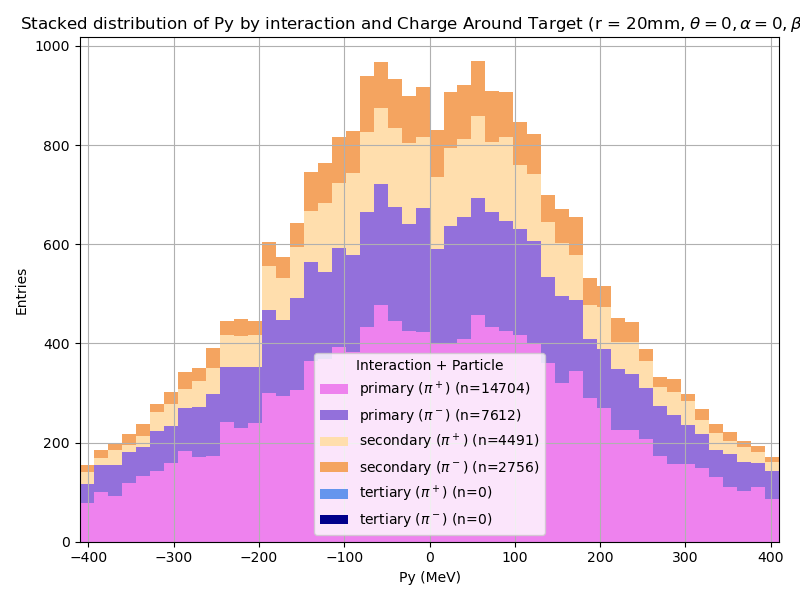 Stacked distribution of Py by interaction and Charge Around Target (r = 20mm, θ = 0, α = 0, β
1000
800
600
400
200
0
Entries
−400 −300 −200 −100 0 100 200 300 400
Py (MeV)
Interaction + Particle
primary (π⁺) (n=14704)
primary (π⁻) (n=7612)
secondary (π⁺) (n=4491)
secondary (π⁻) (n=2756)
tertiary (π⁺) (n=0)
tertiary (π⁻) (n=0)